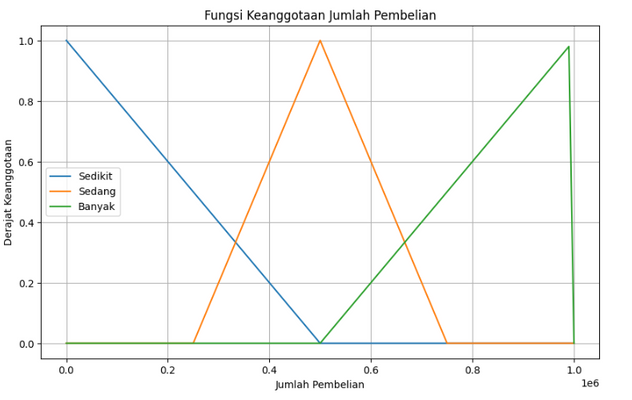 Fungsi Keanggotaan Jumlah Pembelian
Derajat Keanggotaan
1.0
0.8
0.6
0.4
0.2
0.0
Sedikit
Sedang
Banyak
0.0 0.2 0.4 0.6 0.8 1.0
1e6
Jumlah Pembelian